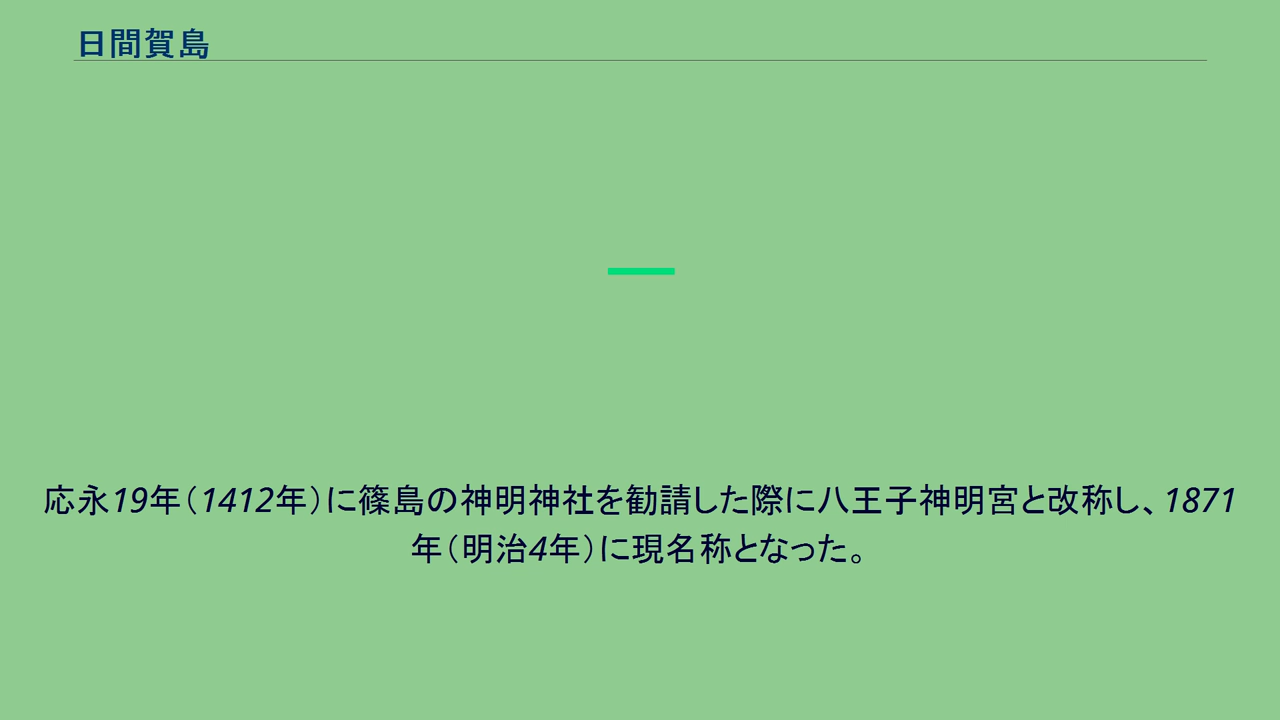 日間賀島
応永19年（1412年）に篠島の神明神社を勧請した際に八王子神明宮と改称し、1871
年（明治4年）に現名称となった。